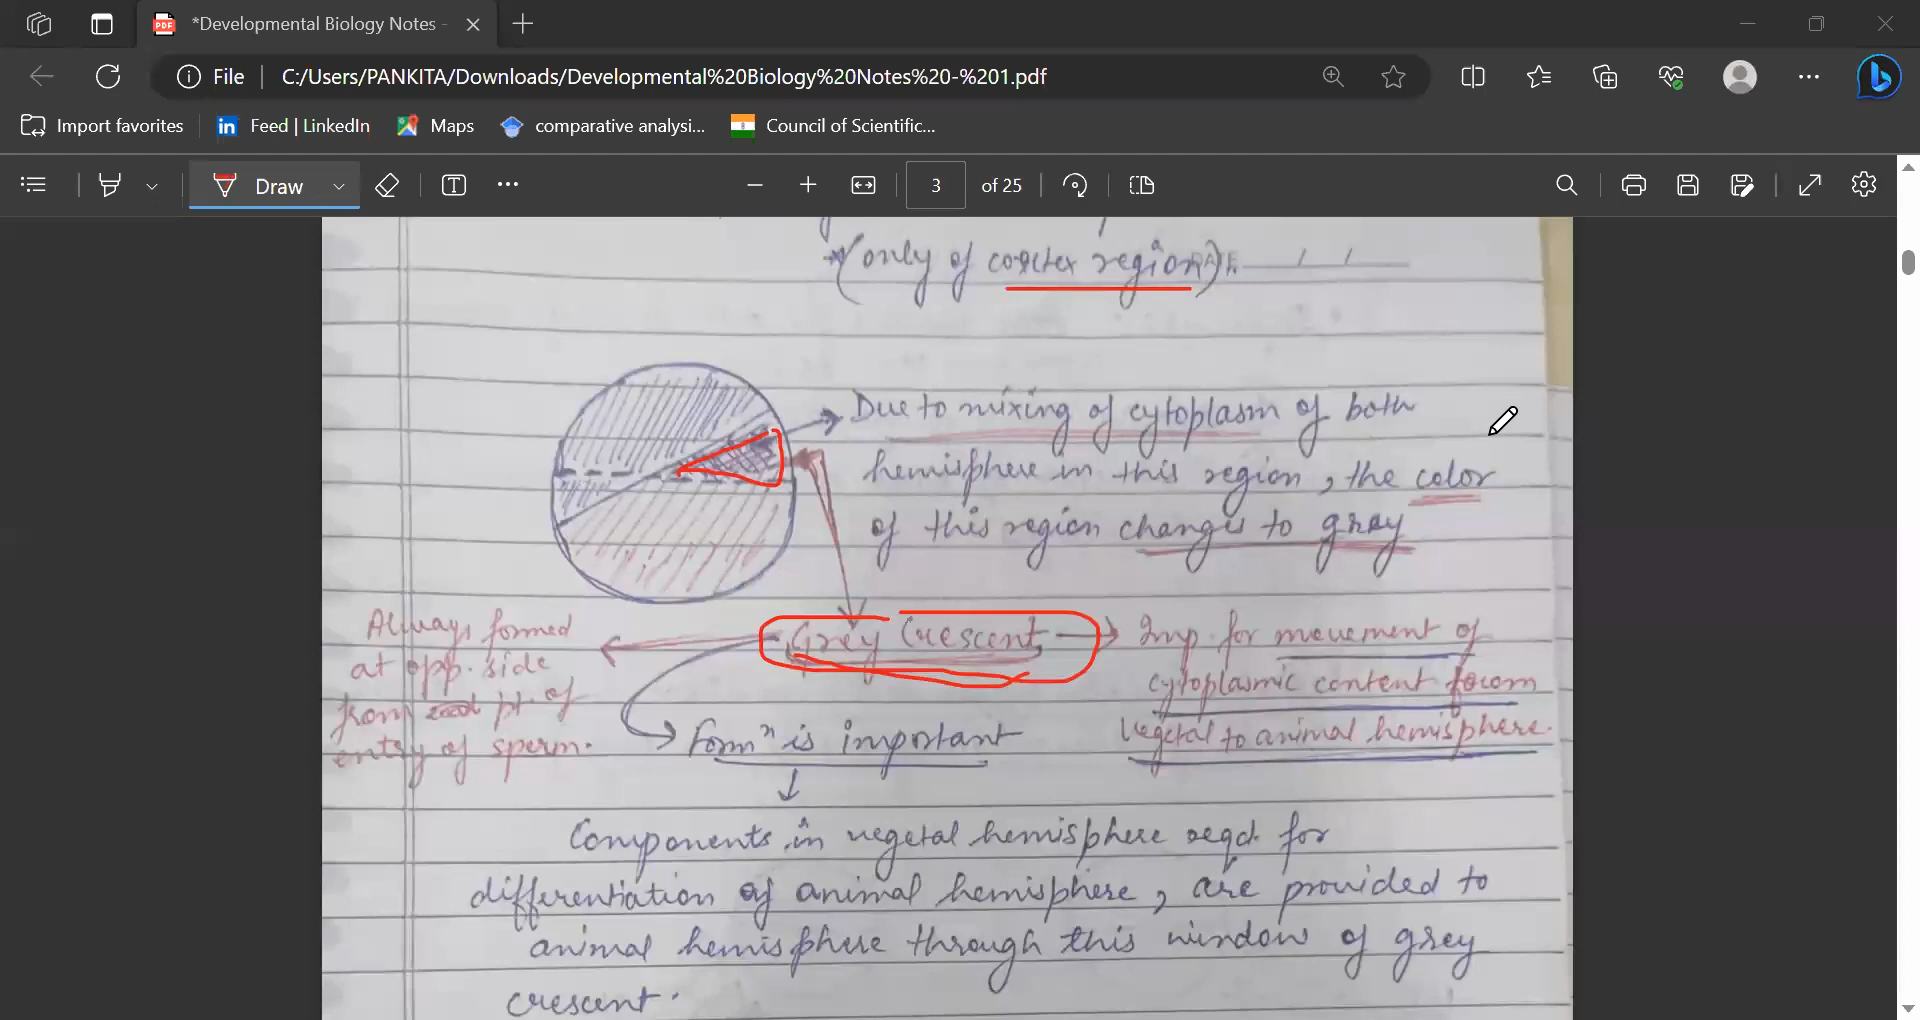 *Developmental Biology Notes -
File
C:/Users/PANKITA/Downloads/Developmental%20Biology%20Notes%20-%201.pdf
Import favorites
Feed | LinkedIn
Maps
comparative analysi...
Council of Scientific...
Draw
3 of 25
(only of cortex region)
Due to mixing of cytoplasm of both
hemisphere in this region, the color
of this region changes to grey
Grey Crescent
Always formed
at opp. side
from pt. of
entry of sperm.
Imp. for movement of
cytoplasmic content from
vegetal to animal hemisphere.
Formⁿ is important
Components in vegetal hemisphere reqd. for
differentiation of animal hemisphere, are provided to
animal hemisphere through this window of grey
crescent.